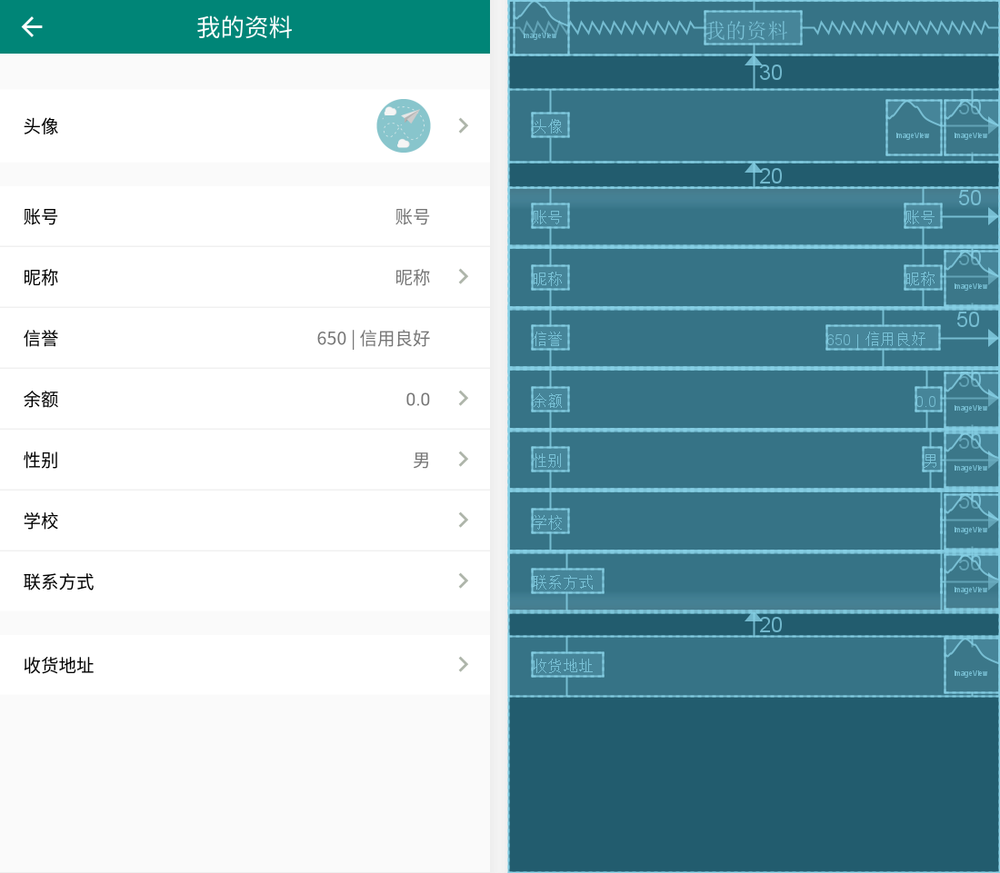 我的资料
头像
账号 账号
昵称 昵称
信誉 650 | 信用良好
余额 0.0
性别 男
学校
联系方式
收货地址
ImageView 我的资料
30
头像 ImageView 50 ImageView
20
账号 账号 50
昵称 昵称 50 ImageView
信誉 650 | 信用良好 50
余额 0.0 50 ImageView
性别 男 50 ImageView
学校 50 ImageView
联系方式 50 ImageView
20
收货地址 ImageView